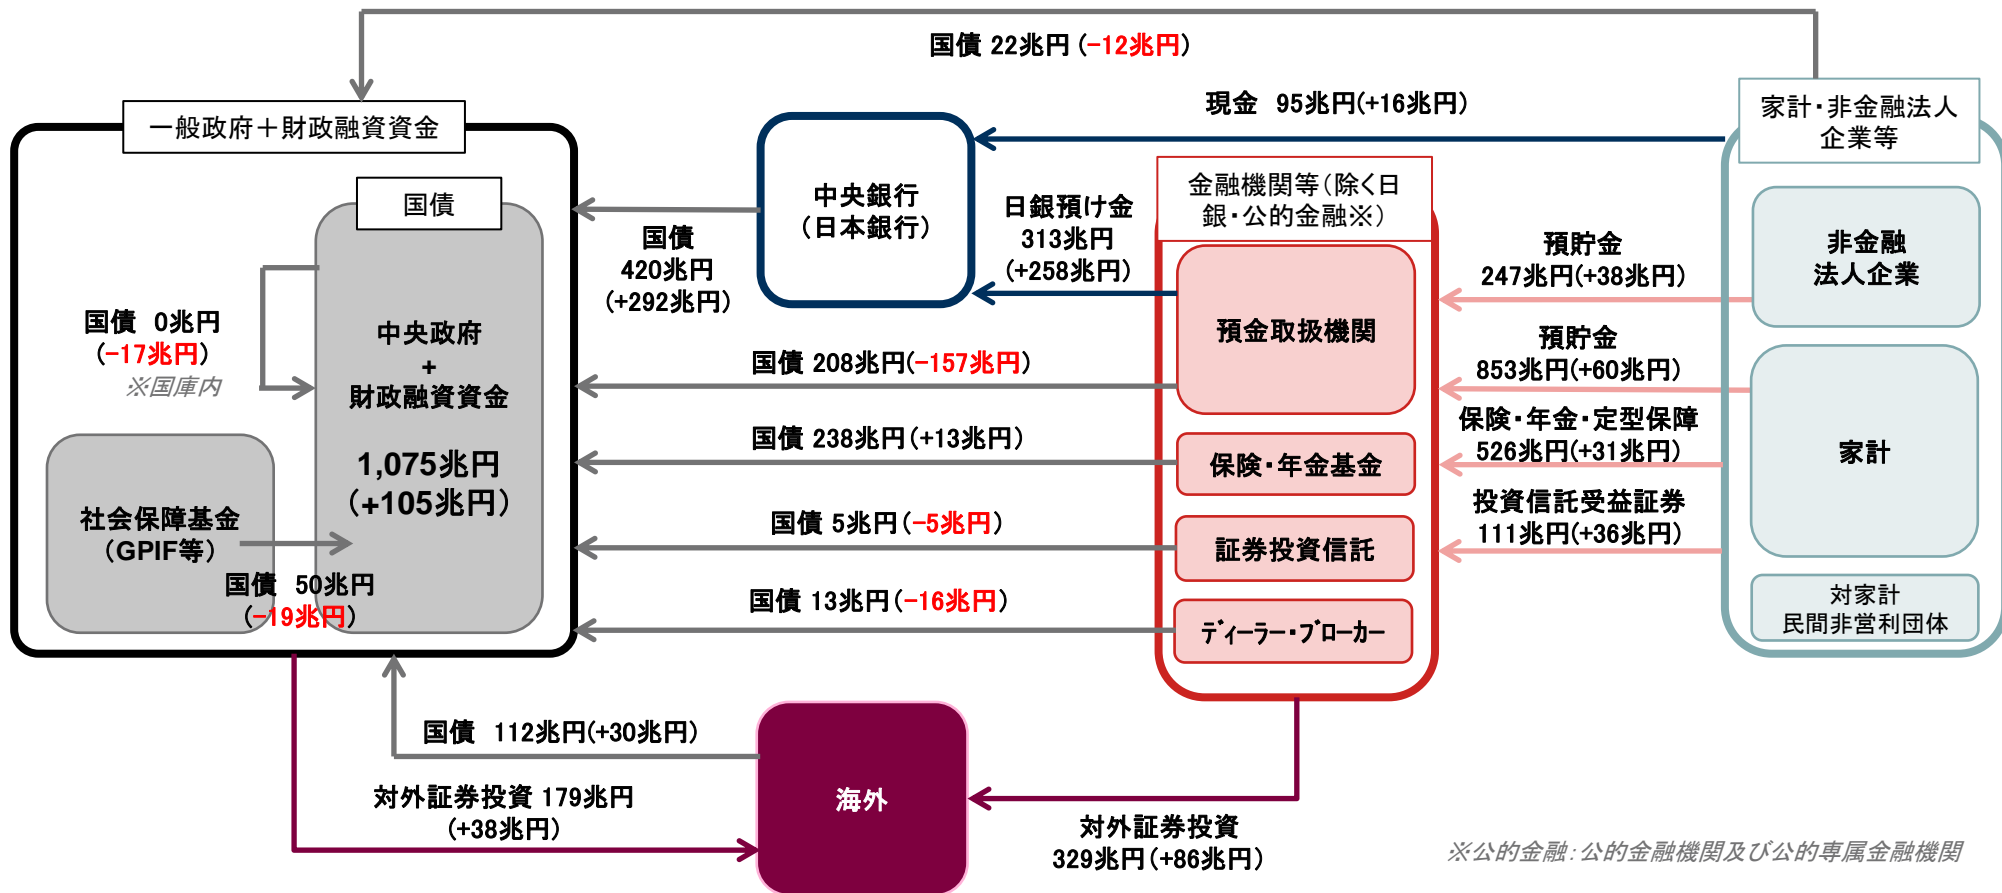 国債 22兆円(−12兆円)
現金 95兆円(+16兆円)
一般政府＋財政融資資金
家計・非金融法人
企業等
国債
中央銀行
（日本銀行）
金融機関等（除く日
銀・公的金融※）
日銀預け金
313兆円
(+258兆円)
国債
420兆円
(+292兆円)
預貯金
247兆円(+38兆円)
非金融
法人企業
国債 0兆円
(−17兆円)
※国庫内
中央政府
+
財政融資資金
1,075兆円
（+105兆円）
預金取扱機関
国債 208兆円(−157兆円)
預貯金
853兆円(+60兆円)
国債 238兆円(+13兆円)
保険・年金基金
保険・年金・定型保障
526兆円(+31兆円)
家計
社会保障基金
（GPIF等）
国債 50兆円
(−19兆円)
国債 5兆円(−5兆円)
証券投資信託
投資信託受益証券
111兆円(+36兆円)
国債 13兆円(−16兆円)
ディーラー・ブローカー
対家計
民間非営利団体
国債 112兆円(+30兆円)
対外証券投資 179兆円
(+38兆円)
海外
対外証券投資
329兆円(+86兆円)
※公的金融：公的金融機関及び公的専属金融機関